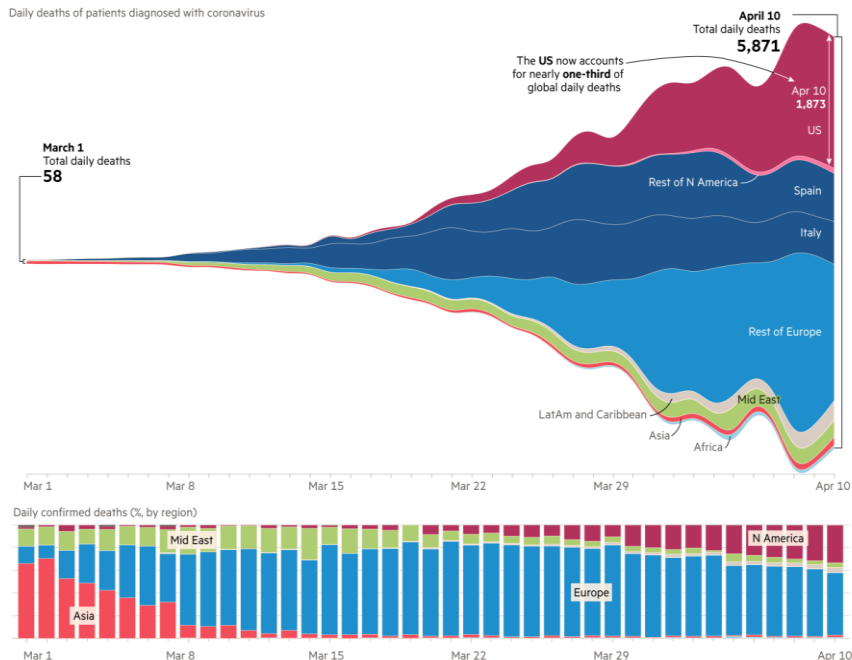 Daily deaths of patients diagnosed with coronavirus
April 10
Total daily deaths
5,871
The US now accounts
for nearly one-third of
global daily deaths
Apr 10
1,873
US
March 1
Total daily deaths
58
Rest of N America
Spain
Italy
Rest of Europe
Mid East
LatAm and Caribbean
Asia
Africa
Mar 1
Mar 8
Mar 15
Mar 22
Mar 29
Apr 10
Daily confirmed deaths (%, by region)
Mid East
N America
Europe
Asia
Mar 1
Mar 8
Mar 15
Mar 22
Mar 29
Apr 10